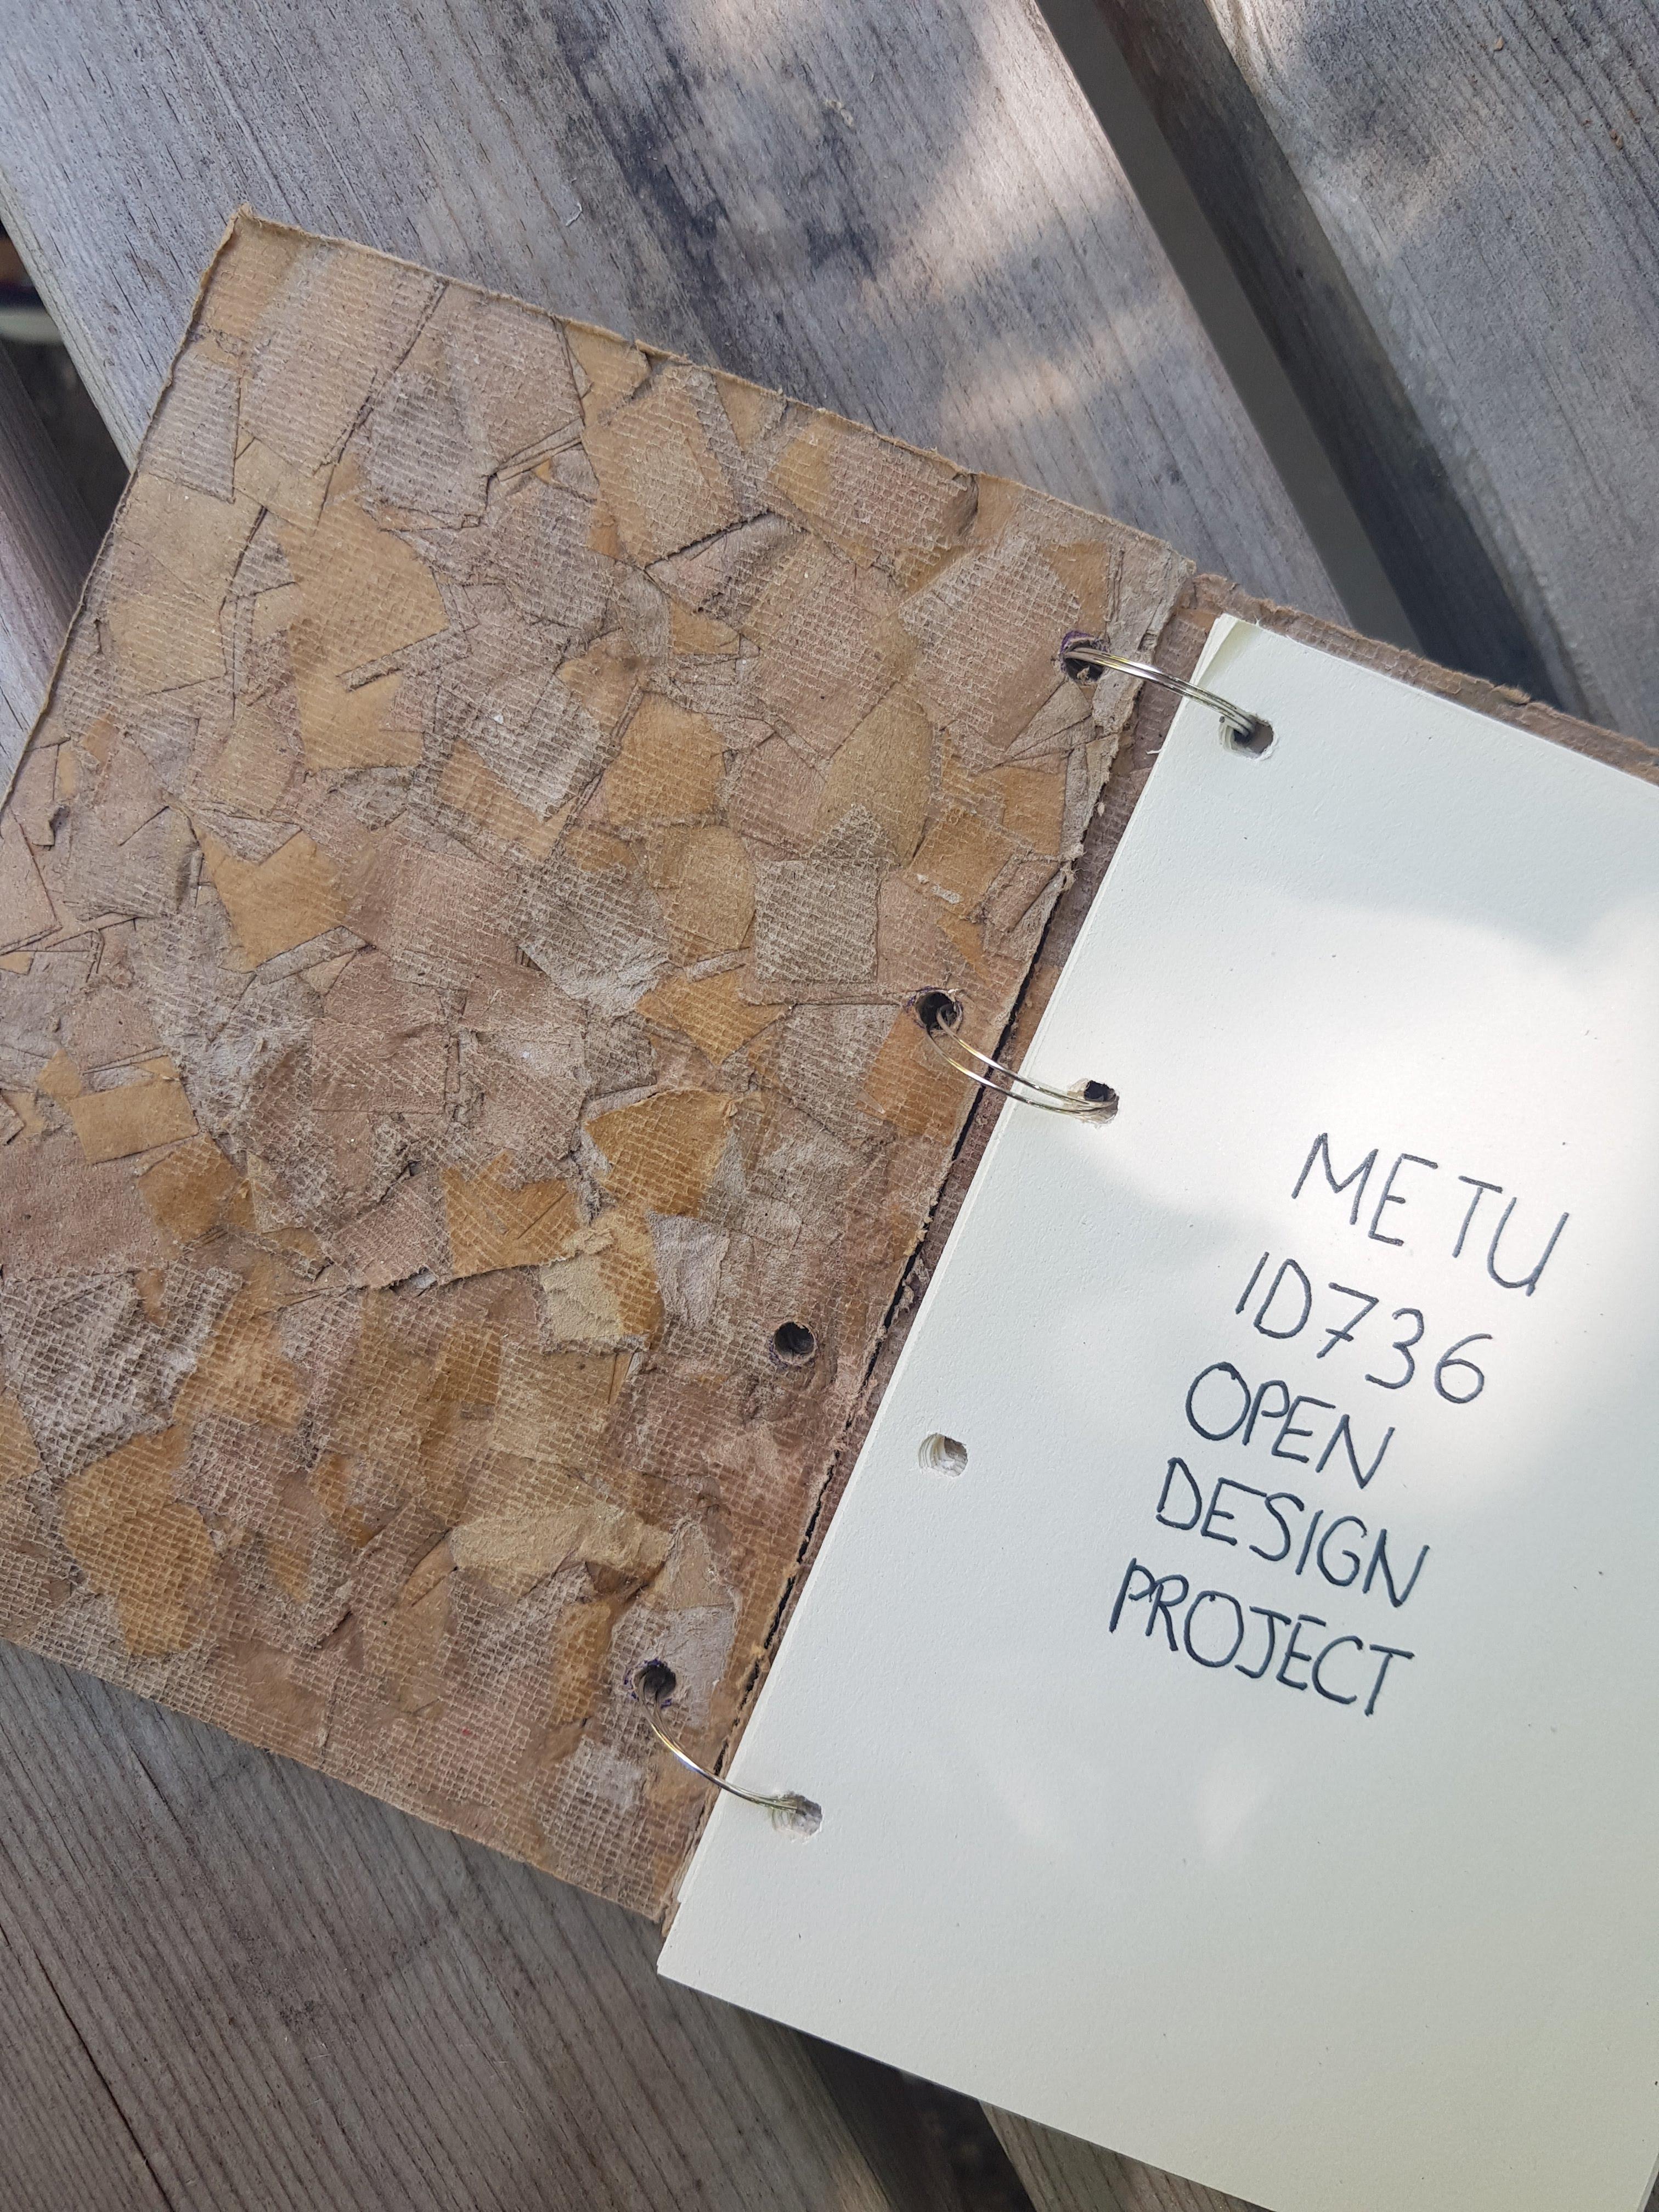 METU
ID736
OPEN
DESIGN
PROJECT